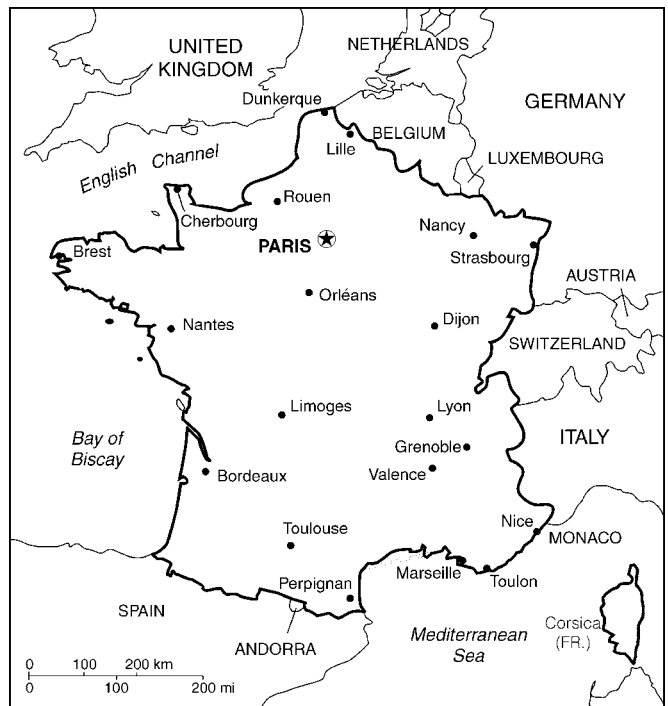 UNITED
KINGDOM
NETHERLANDS
Dunkerque
GERMANY
BELGIUM
Lille
LUXEMBOURG
English Channel
Rouen
Cherbourg
Nancy
PARIS
Strasbourg
Brest
AUSTRIA
Orléans
Nantes
Dijon
SWITZERLAND
Limoges
Lyon
Bay of
Biscay
ITALY
Grenoble
Valence
Bordeaux
Nice
MONACO
Toulouse
Marseille
Toulon
Perpignan
SPAIN
ANDORRA
Mediterranean
Sea
Corsica
(FR.)
0 100 200 km
0 100 200 mi